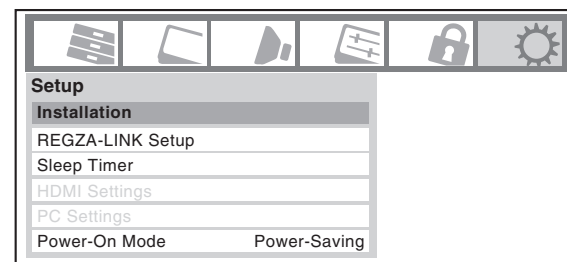 Setup
Installation
REGZA-LINK Setup
Sleep Timer
HDMI Settings
PC Settings
Power-On Mode Power-Saving